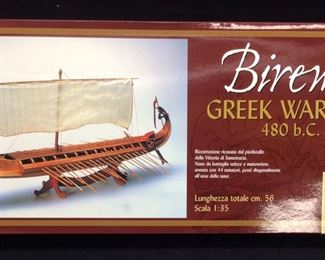 Birem
GREEK WAR
480 b.C.
Ricostruzione ricavata dal piedistallo
della Vittoria di Samotracia.
Nave da battaglia veloce e manovriera,
armata con 44 rematori, posti diagonalmente
all'asse della nave.
Lunghezza totale cm. 56
Scala 1:35